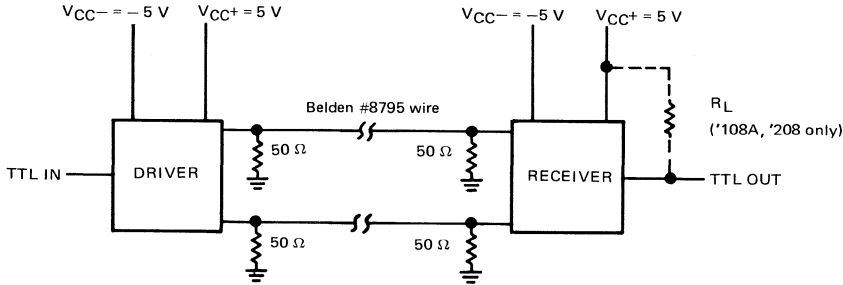 VCC− = − 5 V
VCC+ = 5 V
VCC− = −5 V
VCC+ = 5 V
Belden #8795 wire
RL
('108A, '208 only)
50 Ω
50 Ω
TTL IN
DRIVER
RECEIVER
TTL OUT
50 Ω
50 Ω